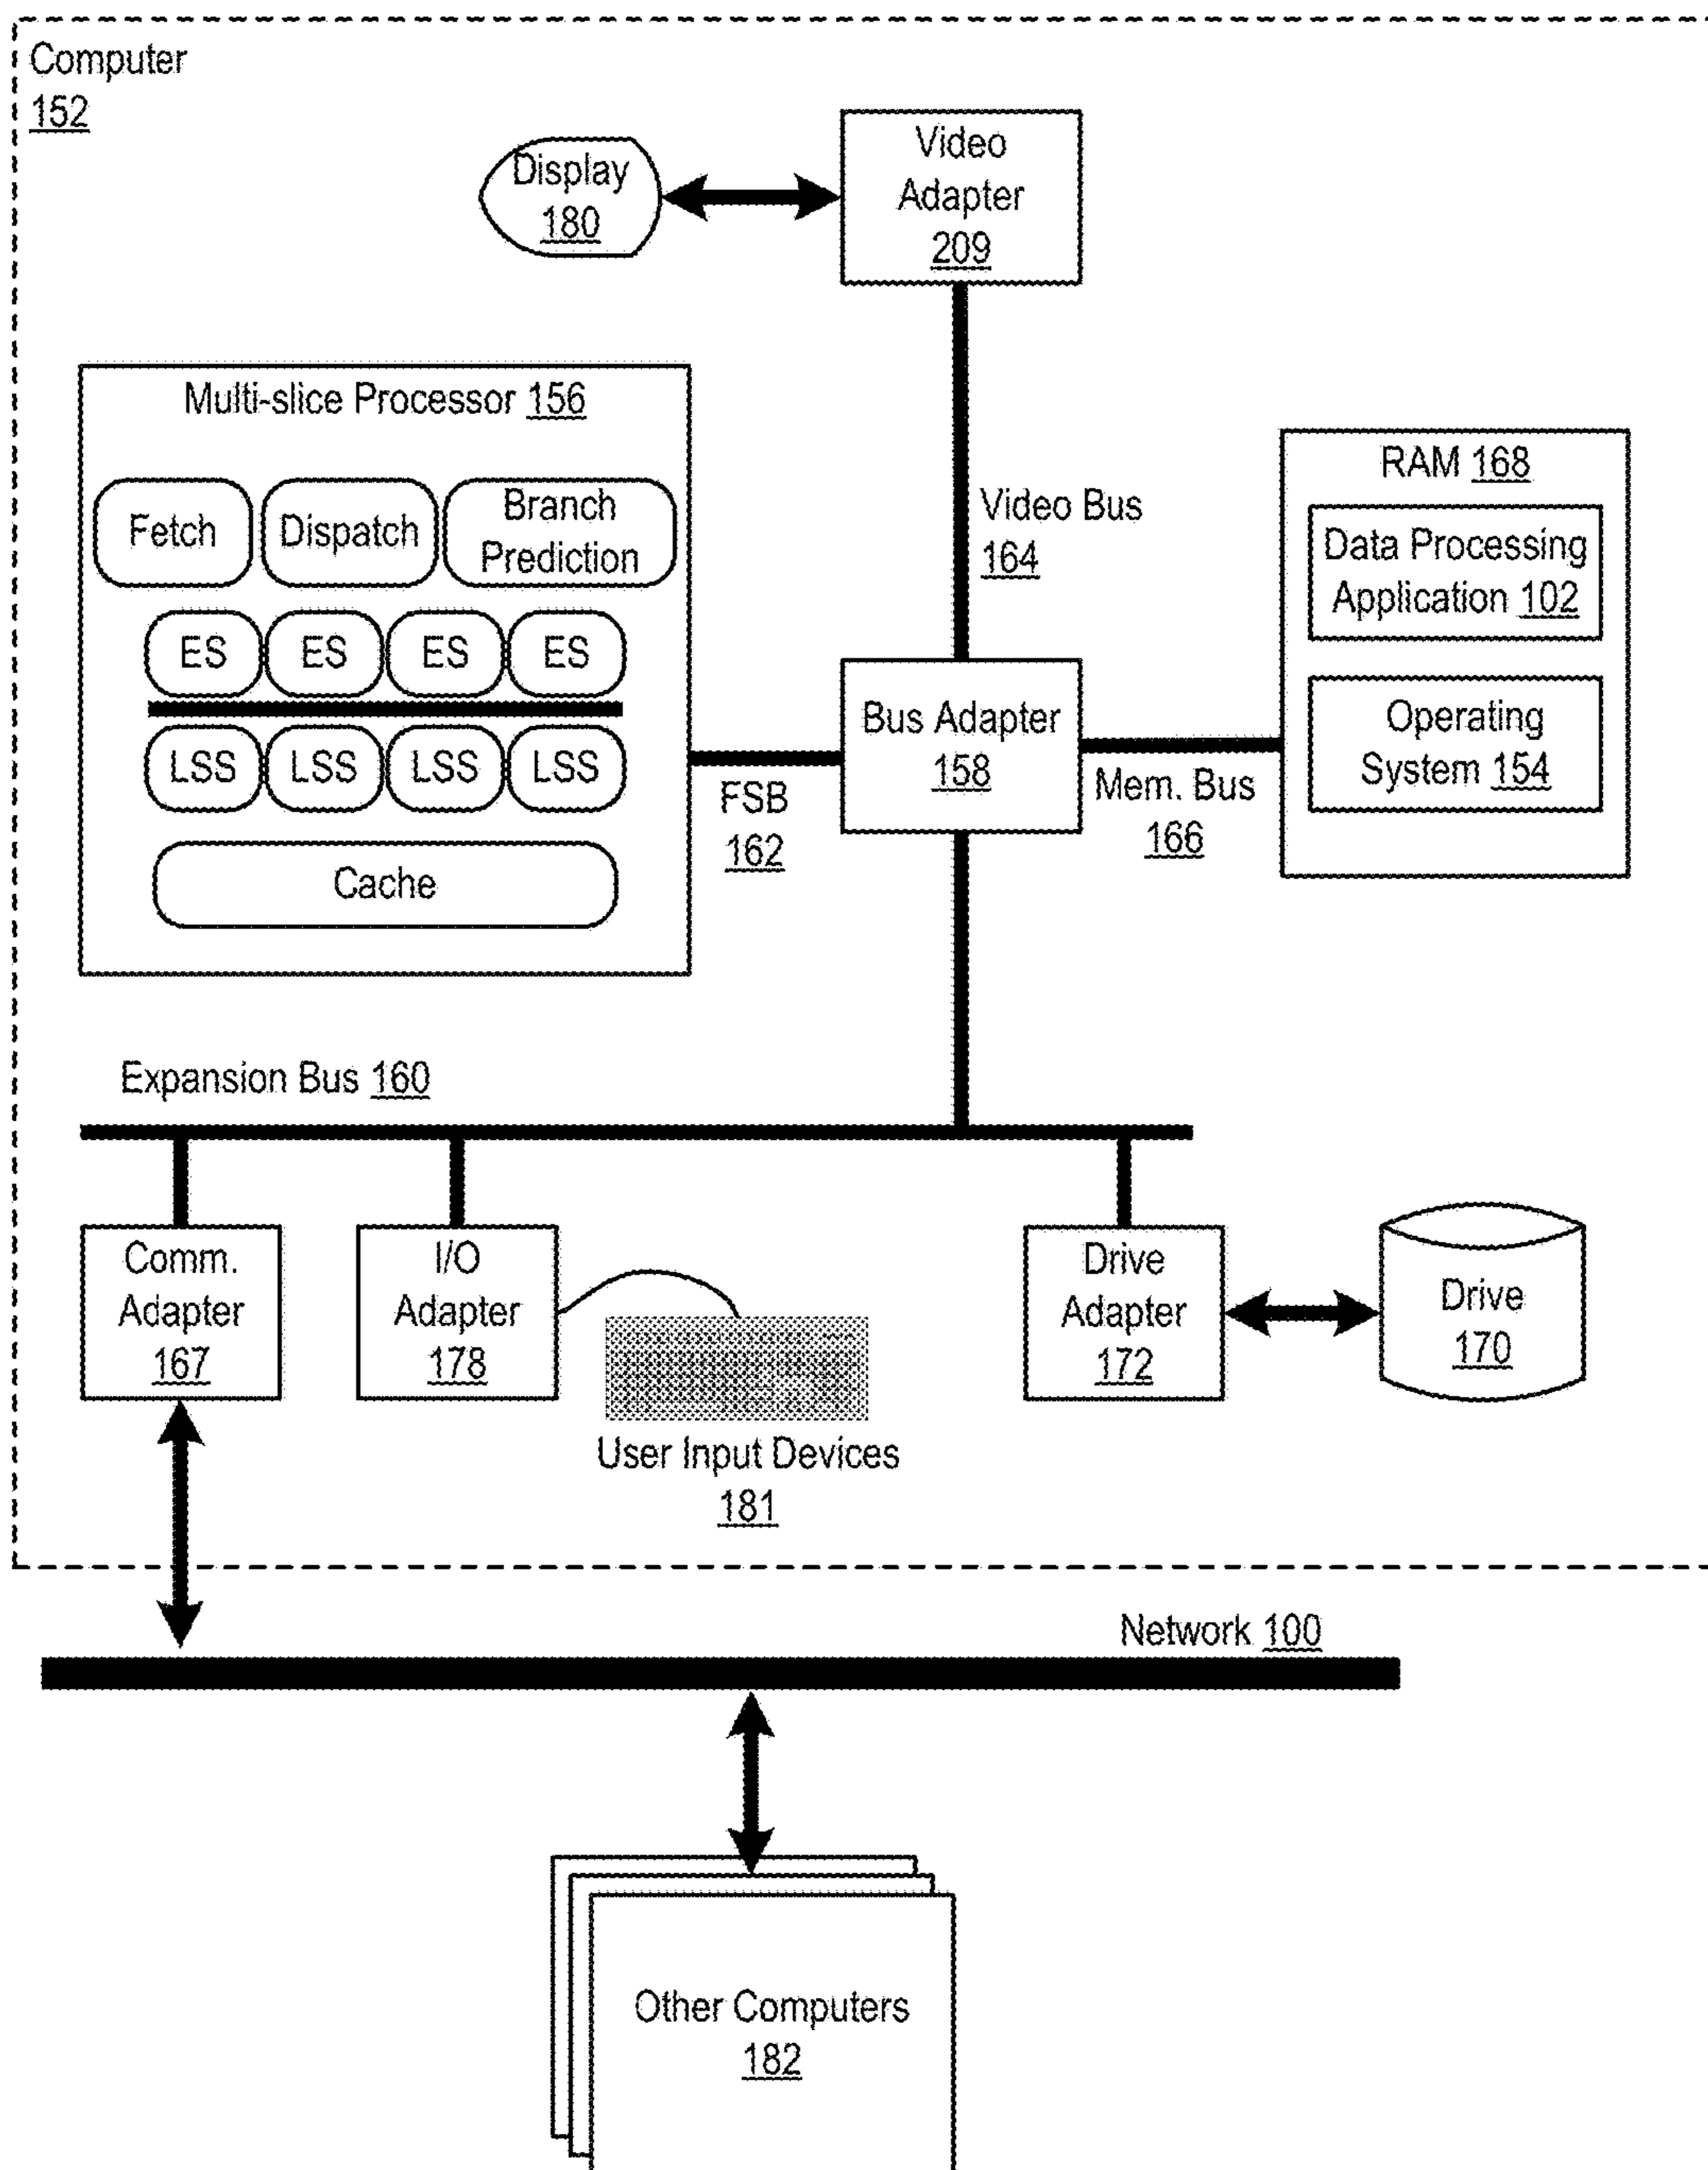 Computer
152
Display
180
Video
Adapter
209
Multi-slice Processor 156
Fetch
Dispatch
Branch
Prediction
ES
ES
ES
ES
LSS
LSS
LSS
LSS
Cache
FSB
162
Video Bus
164
Bus Adapter
158
Mem. Bus
166
RAM 168
Data Processing
Application 102
Operating
System 154
Expansion Bus 160
Comm.
Adapter
167
I/O
Adapter
178
User Input Devices
181
Drive
Adapter
172
Drive
170
Network 100
Other Computers
182